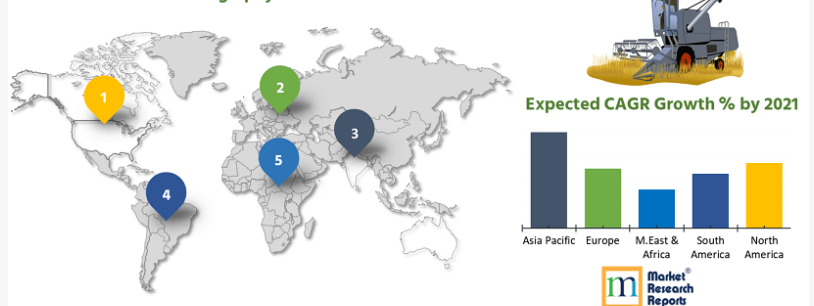 1
2
3
4
5
Expected CAGR Growth % by 2021
Asia Pacific
Europe
M.East &
Africa
South
America
North
America
m
Market®
Research
Reports